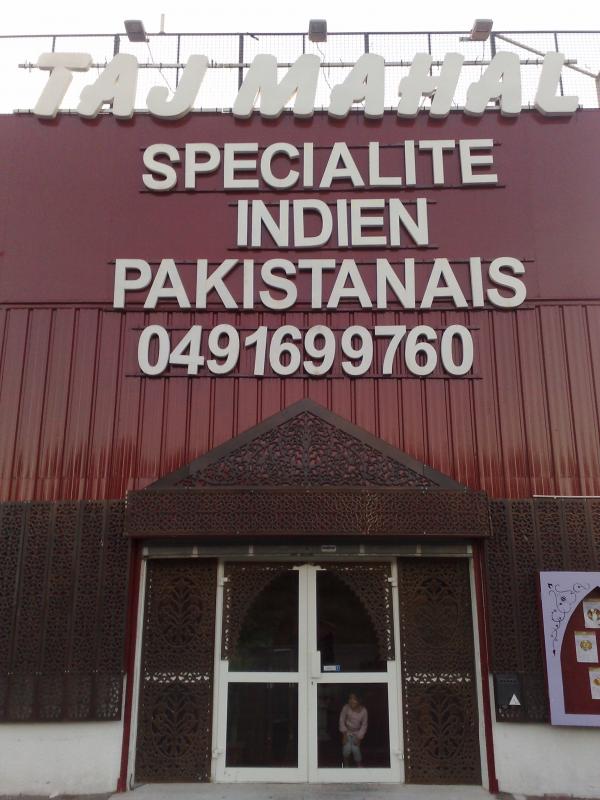 TAJ MAHAL
SPECIALITE
INDIEN
PAKISTANAIS
0491699760